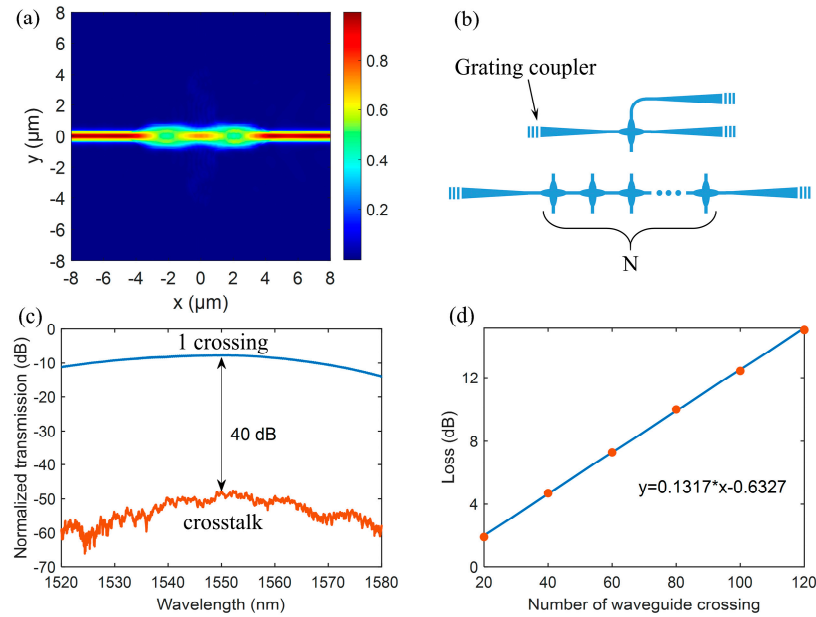 (a)
8
6
4
2
0
-2
-4
-6
-8
y (μm)
-8 -6 -4 -2 0 2 4 6 8
x (μm)
0.8
0.6
0.4
0.2
(b)
Grating coupler
N
(c)
0
-10
-20
-30
-40
-50
-60
-70
Normalized transmission (dB)
1 crossing
40 dB
crosstalk
1520 1530 1540 1550 1560 1570 1580
Wavelength (nm)
(d)
12
8
4
0
Loss (dB)
y=0.1317*x-0.6327
20 40 60 80 100 120
Number of waveguide crossing